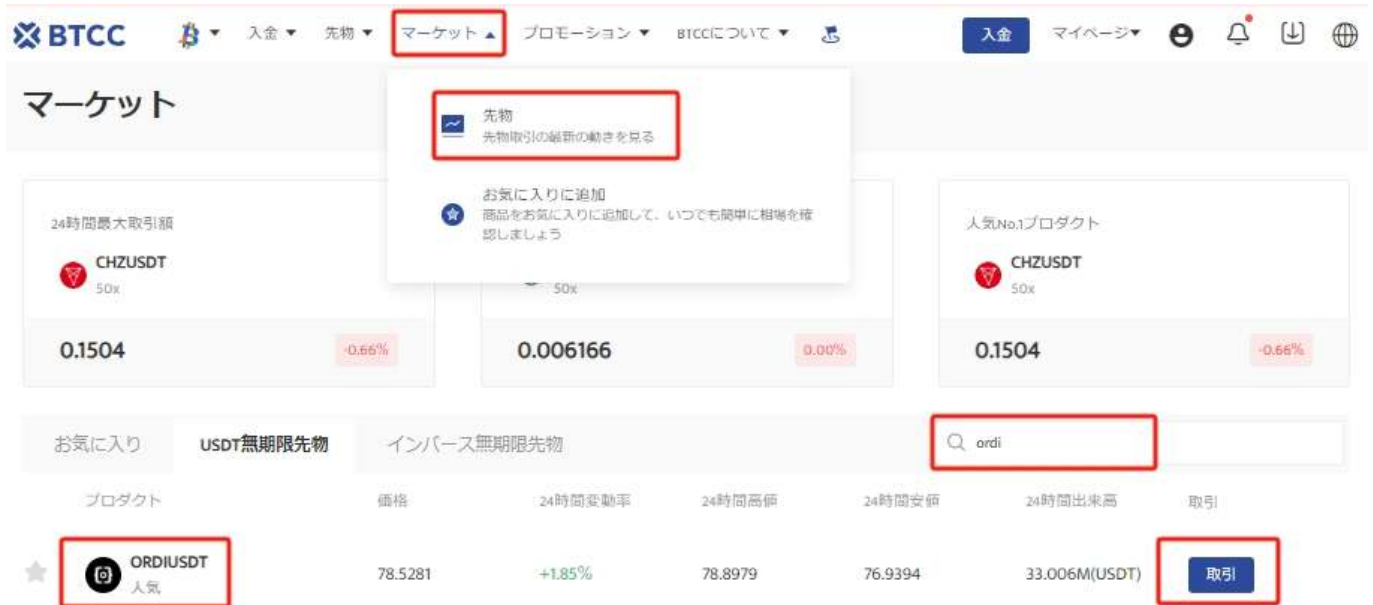 BTCC
入金
先物
マーケット
プロモーション
BTCCについて
入金
マイページ
マーケット
先物
先物取引の最新の動きを見る
お気に入りに追加
商品をお気に入りに追加して、いつでも簡単に相場を確
認しましょう
24時間最大取引額
CHZUSDT
50x
0.1504
-0.66%
50x
0.006166
0.00%
人気No.1プロダクト
CHZUSDT
50x
0.1504
-0.66%
お気に入り
USDT無期限先物
インバース無期限先物
ordi
プロダクト
価格
24時間変動率
24時間高値
24時間安値
24時間出来高
取引
ORDIUSDT
人気
78.5281
+1.85%
78.8979
76.9394
33.006M(USDT)
取引